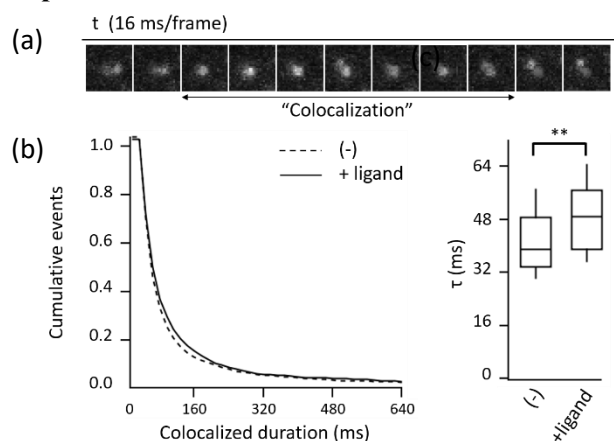 t (16 ms/frame)
(a)
(c)
"Colocalization"
(b)
1.0
0.8
0.6
0.4
0.2
0.0
Cumulative events
(-)
+ ligand
0 160 320 480 640
Colocalized duration (ms)
**
64
48
32
16
0
τ (ms)
(-)
+ligand